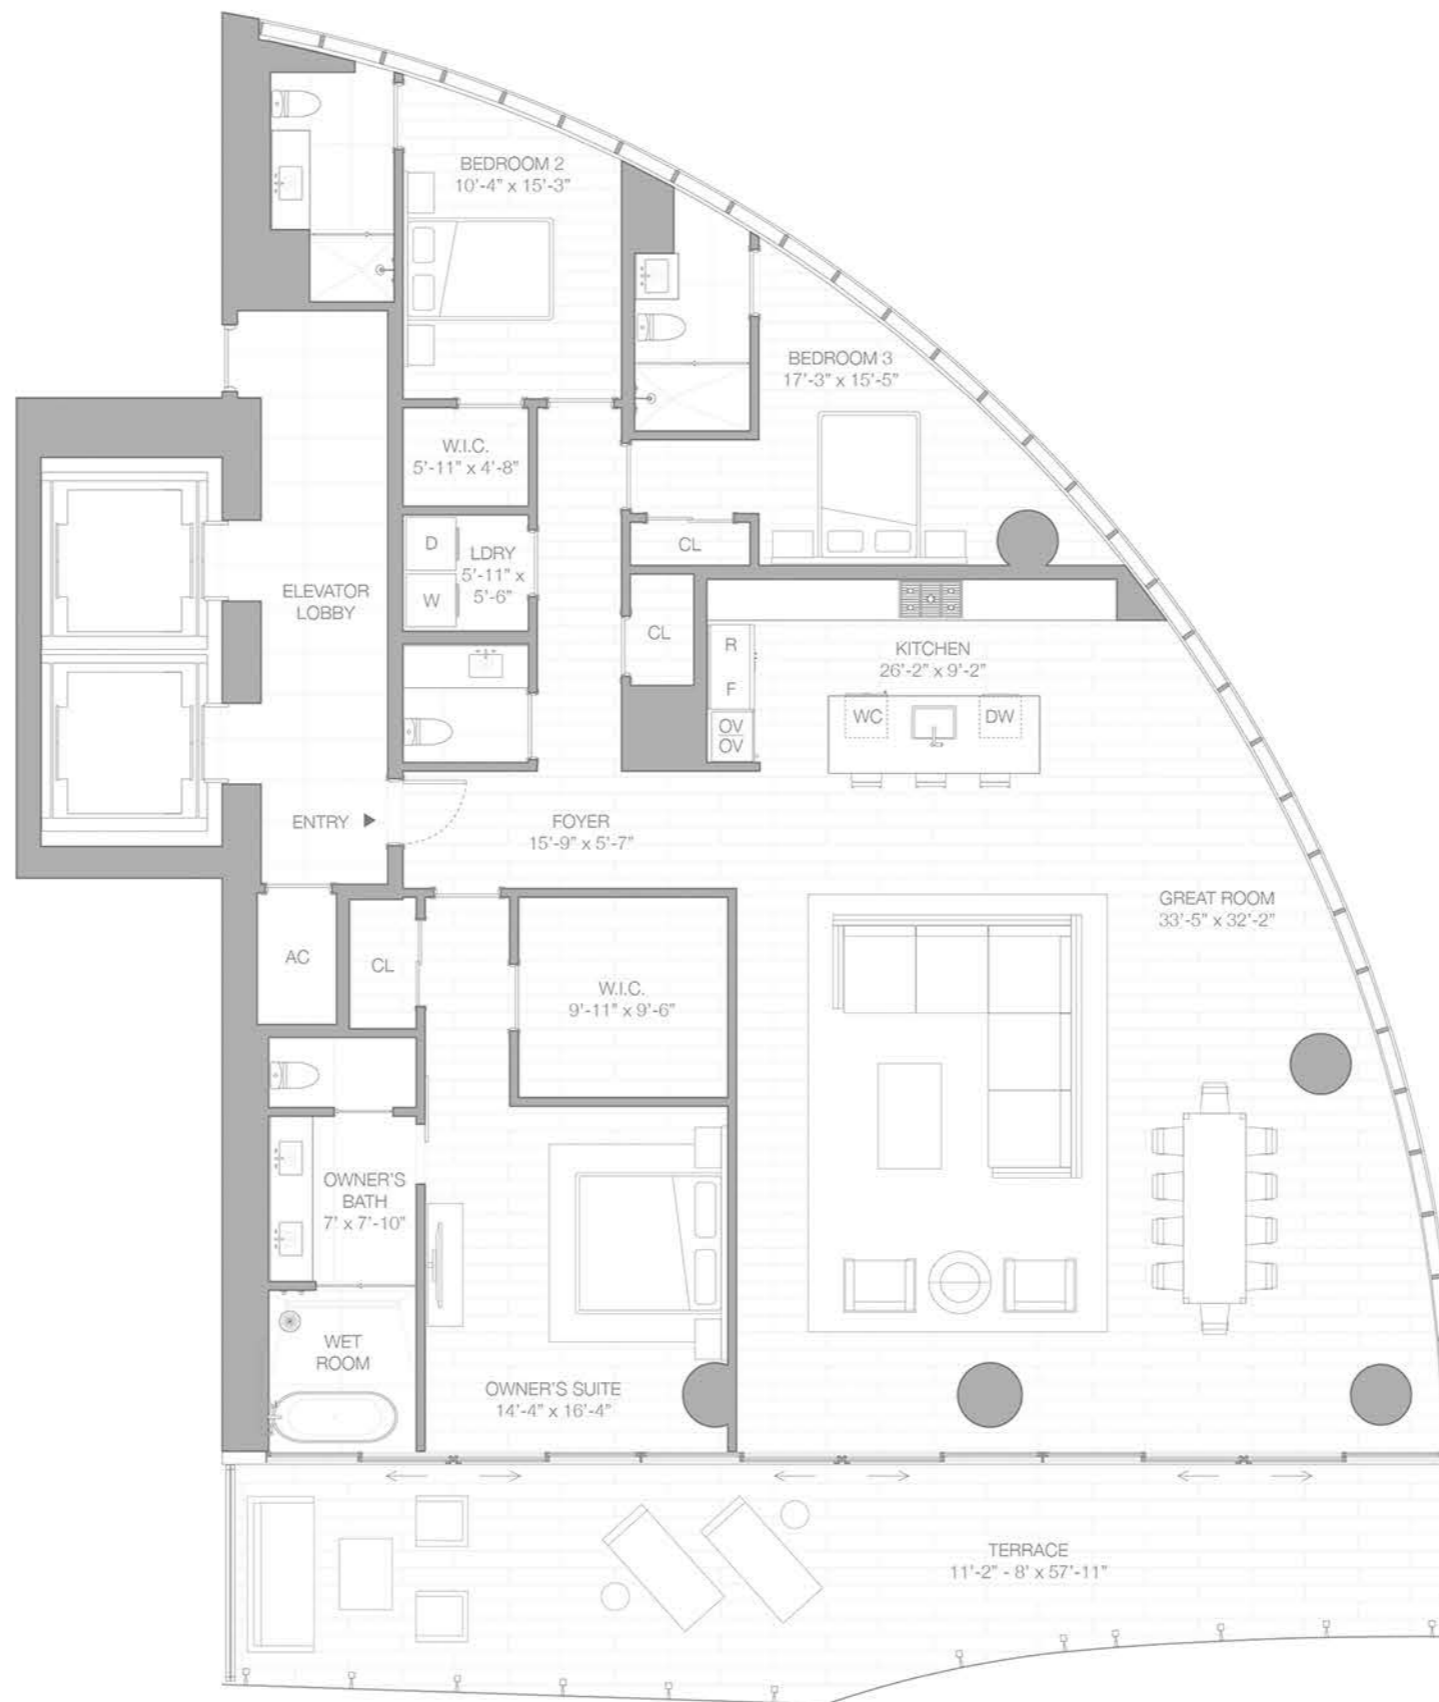 BEDROOM 2
10'-4" x 15'-3"
BEDROOM 3
17'-3" x 15'-5"
W.I.C.
5'-11" x 4'-8"
D
W
LDRY
5'-11" x
5'-6"
CL
CL
ELEVATOR
LOBBY
R
F
OV
OV
KITCHEN
26'-2" x 9'-2"
WC
DW
ENTRY
FOYER
15'-9" x 5'-7"
GREAT ROOM
33'-5" x 32'-2"
AC
CL
W.I.C.
9'-11" x 9'-6"
OWNER'S
BATH
7' x 7'-10"
WET
ROOM
OWNER'S SUITE
14'-4" x 16'-4"
TERRACE
11'-2" - 8' x 57'-11"